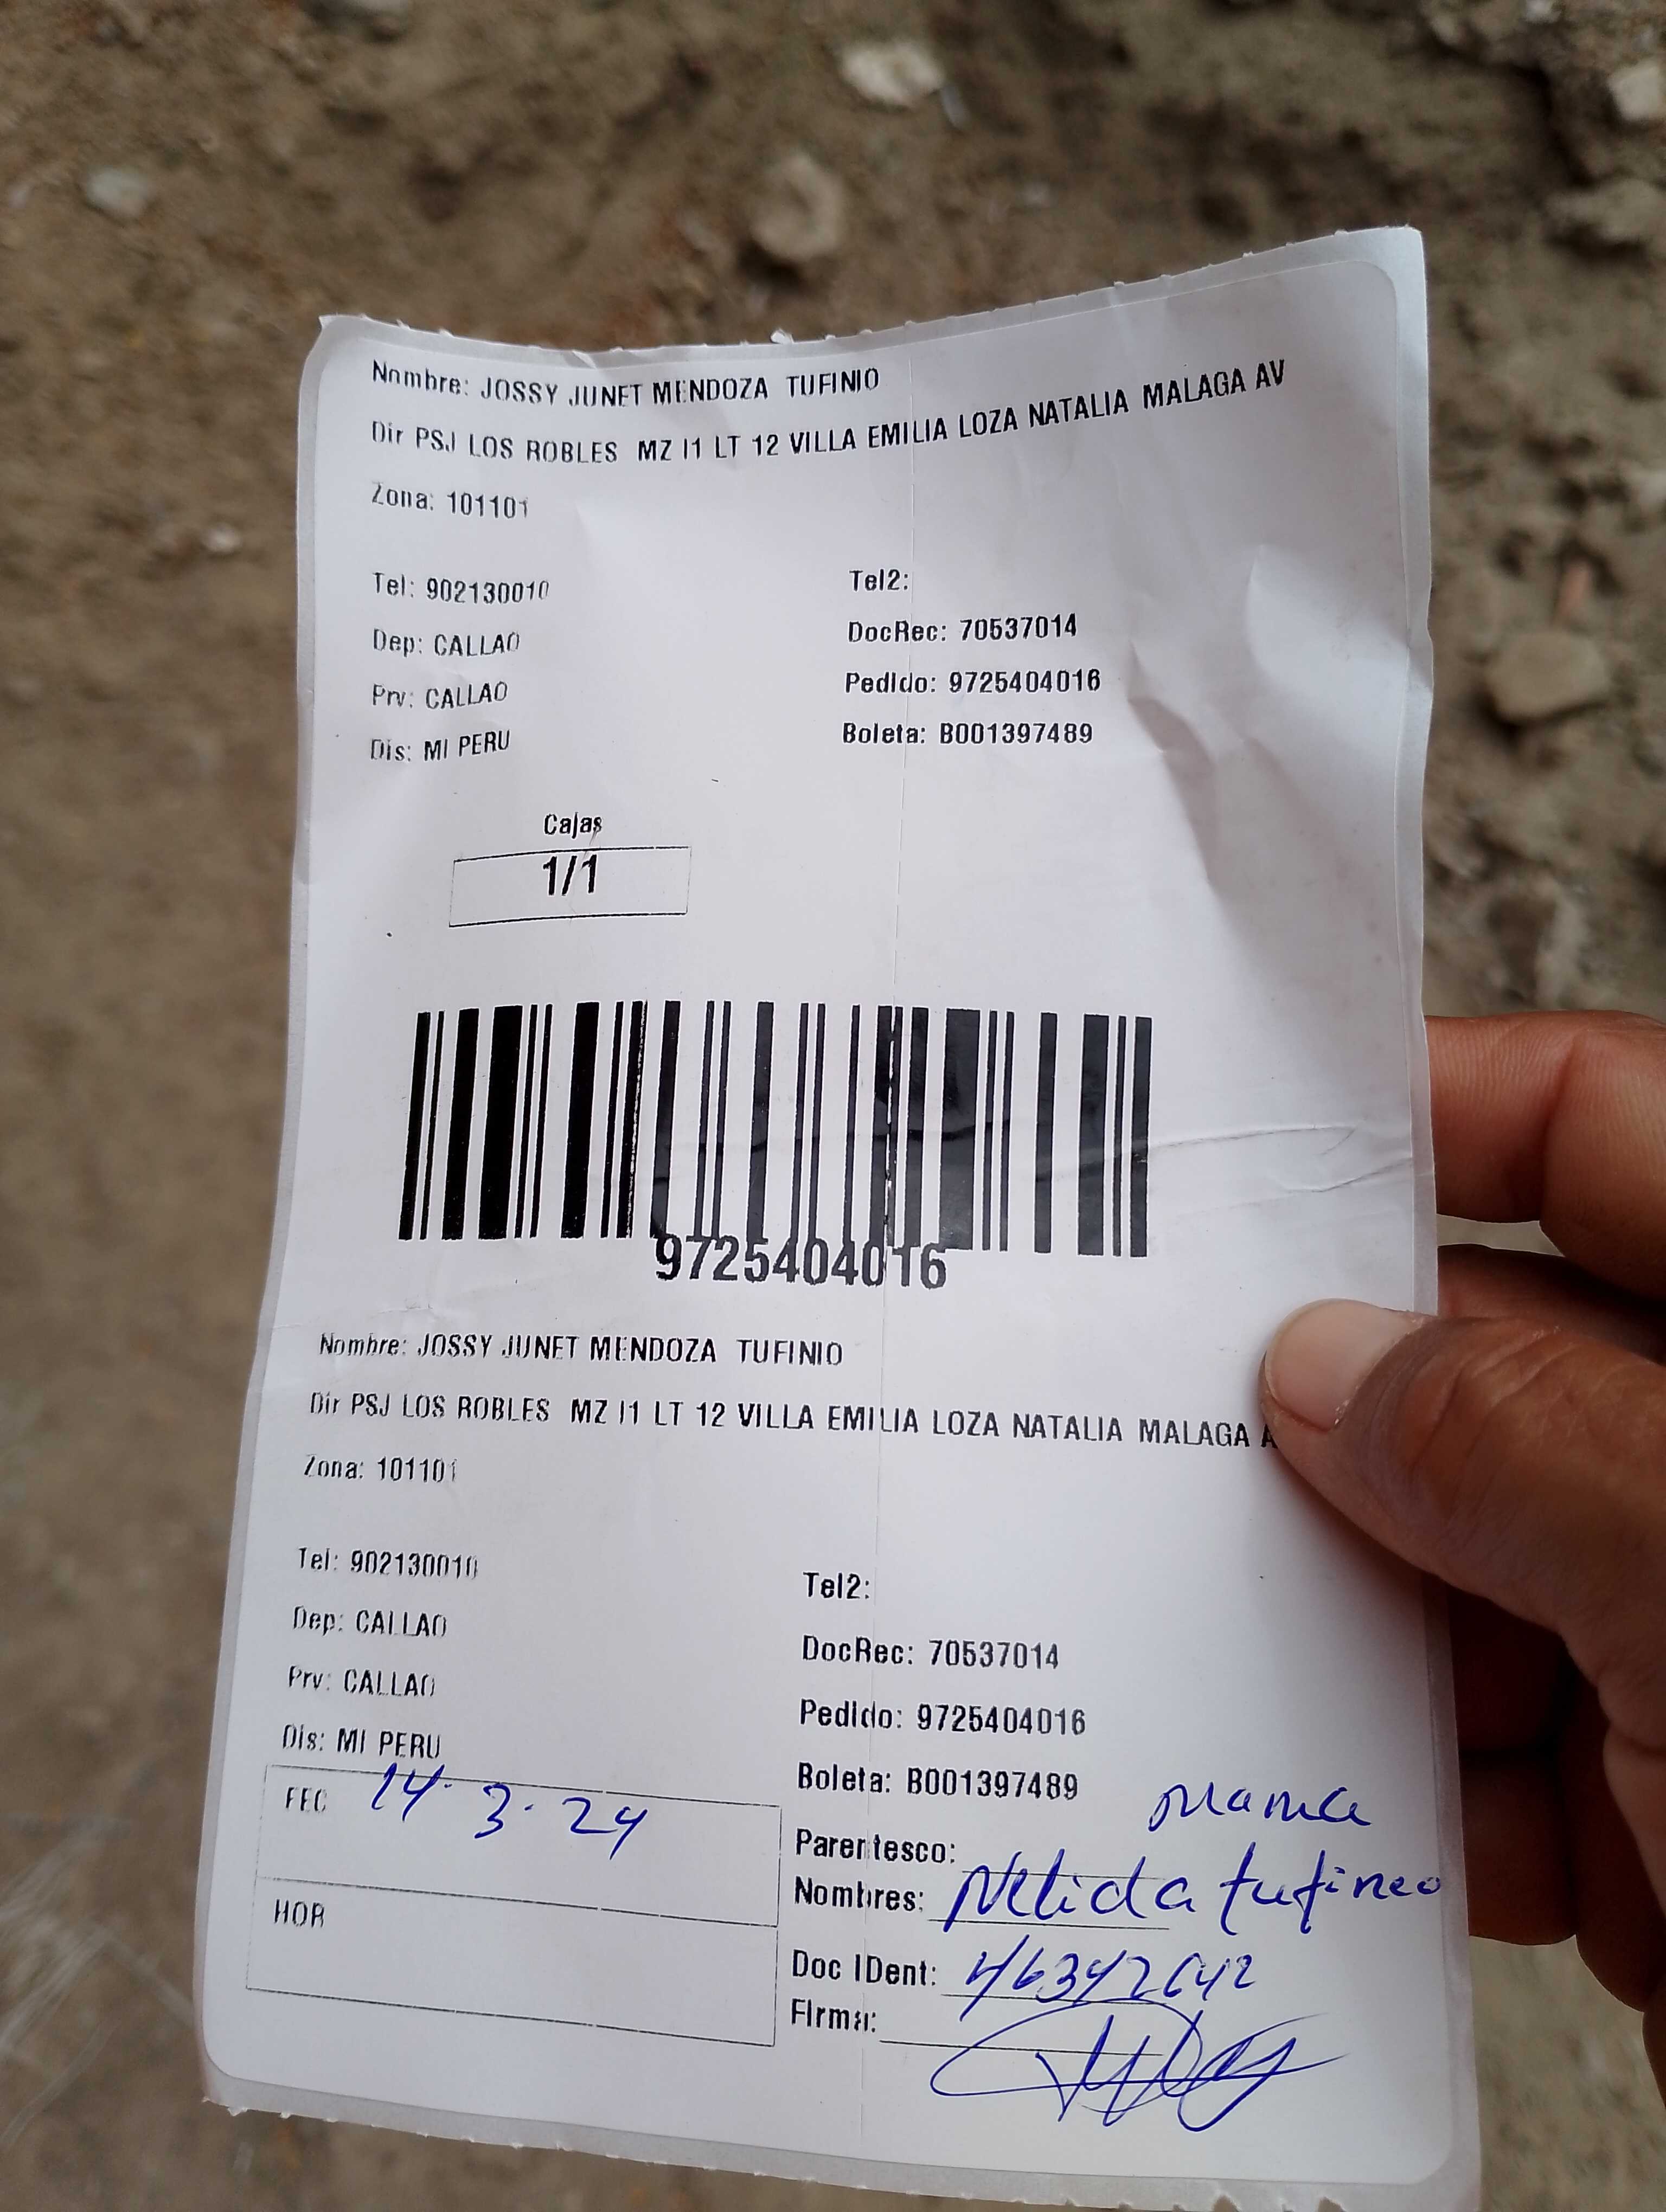 Nombre: JOSSY JUNET MENDOZA TUFINIO
Dir PSJ LOS ROBLES MZ I1 LT 12 VILLA EMILIA LOZA NATALIA MALAGA AV
Zona: 101101
Tel: 902130010 Tel2:
Dep: CALLAO DocRec: 70537014
Prv: CALLAO Pedido: 9725404016
Dis: MI PERU Boleta: B001397489
Cajas
1/1
9725404016
Nombre: JOSSY JUNET MENDOZA TUFINIO
Dir PSJ LOS ROBLES MZ I1 LT 12 VILLA EMILIA LOZA NATALIA MALAGA A
Zona: 101101
Tel: 902130010 Tel2:
Dep: CALLAO DocRec: 70537014
Prv: CALLAO Pedido: 9725404016
Dis: MI PERU Boleta: B001397489
FEC 14.3.24
HOR
Parentesco: mama
Nombres: Nelida tufineo
Doc IDent: 46342642
Firma: